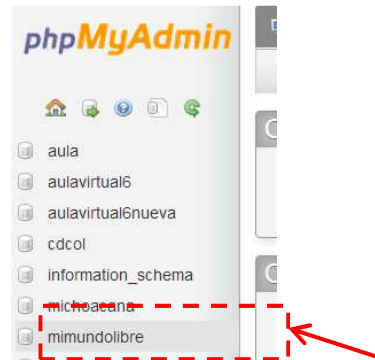 phpMyAdmin
aula
aulavirtual6
aulavirtual6nueva
cdcol
information_schema
michoacana
mimundolibre